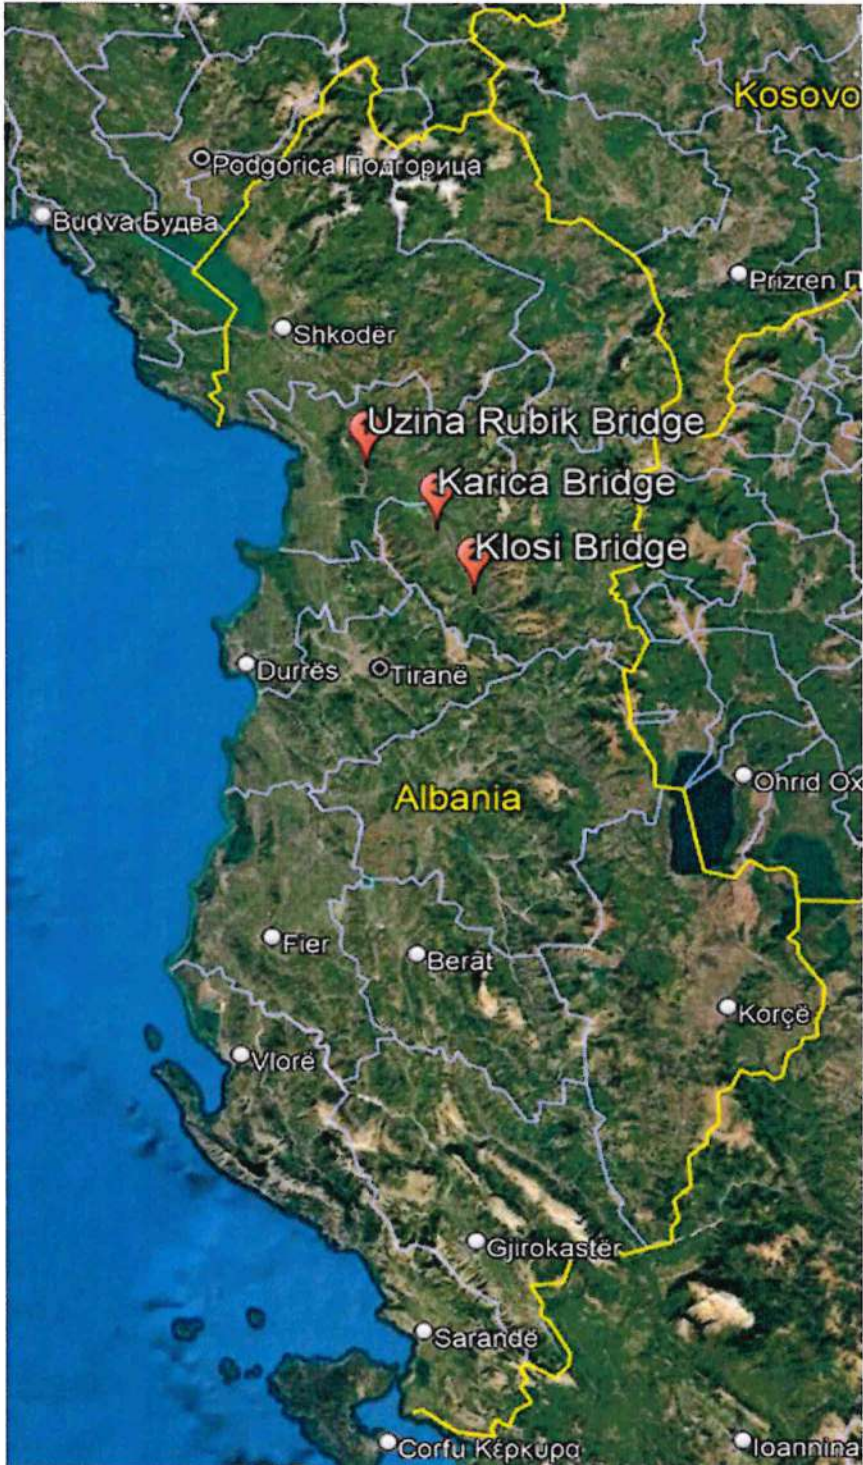 Kosovo
Podgorica Подгорица
Budva Будва
Prizren П
Shkodër
Uzina Rubik Bridge
Karica Bridge
Klosi Bridge
Durrës
Tiranë
Ohrid Ох
Albania
Fier
Berat
Korçë
Vlorë
Gjirokastër
Sarandë
Corfu Κέρκυρα
Ioannina